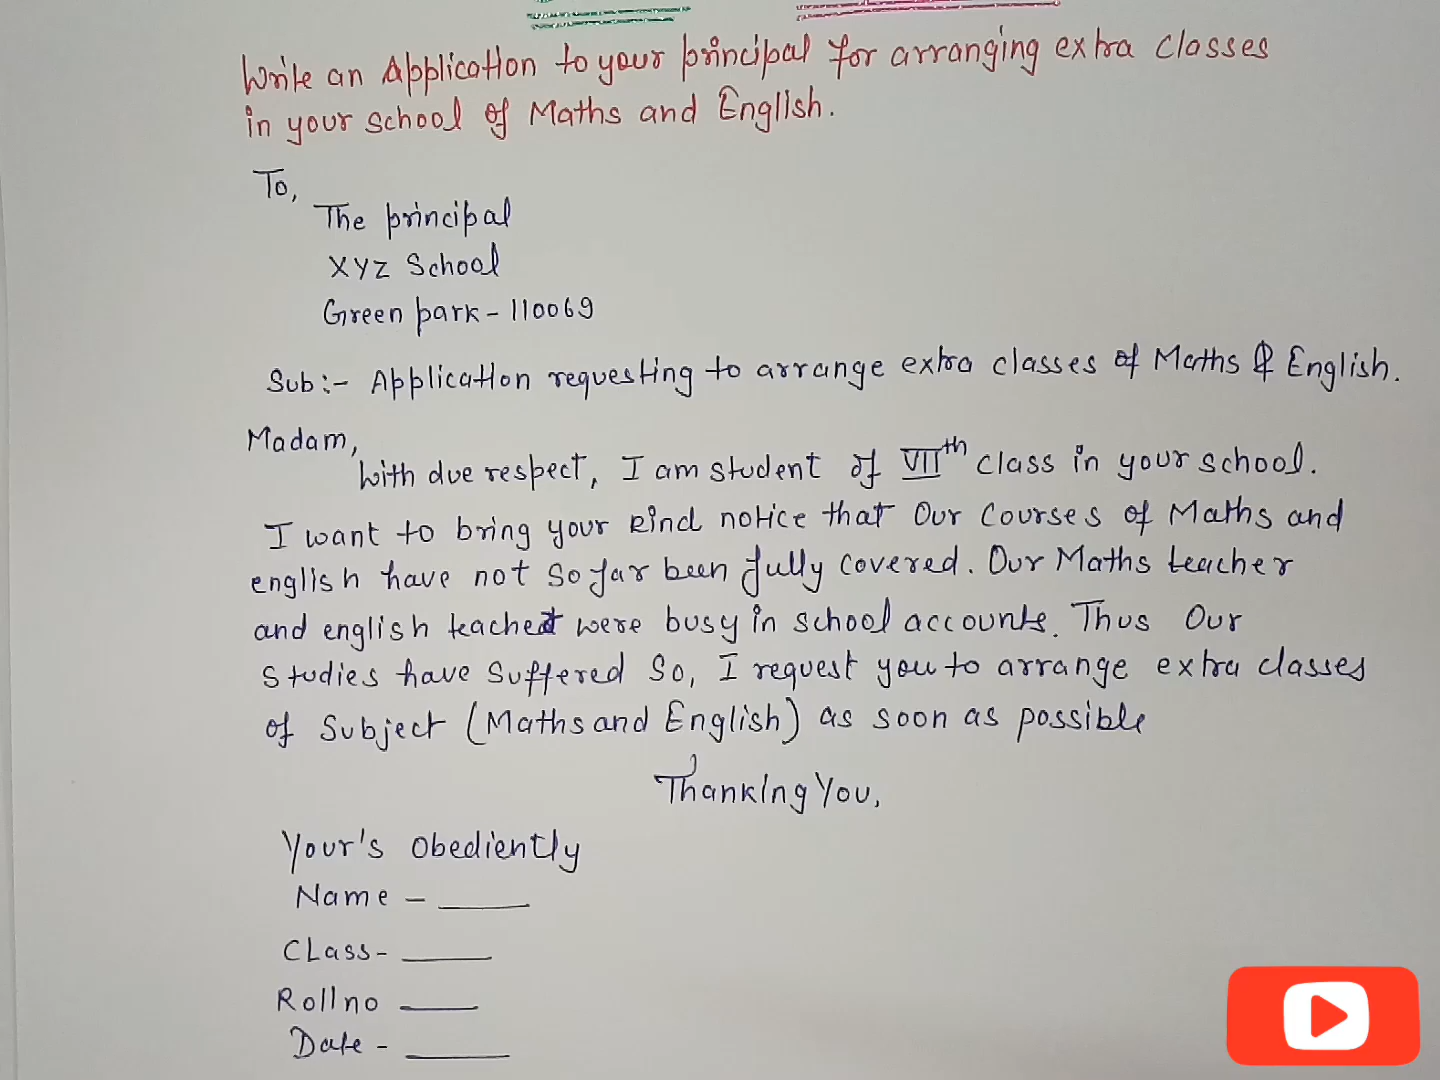 Write an Application to your principal for arranging extra classes
in your school of Maths and English.
To,
The principal
XYZ School
Green park - 110069
Sub :- Application requesting to arrange extra classes of Maths & English.
Madam,
With due respect, I am student of VIIth class in your school.
I want to bring your kind notice that Our Courses of Maths and
english have not so far been fully covered. Our Maths teacher
and english teacher were busy in school accounts. Thus Our
Studies have Suffered So, I request you to arrange extra classes
of Subject (Maths and English) as soon as possible
Thanking You,
Your's Obediently
Name - ____
CLass- ____
Roll no ____
Date - ____